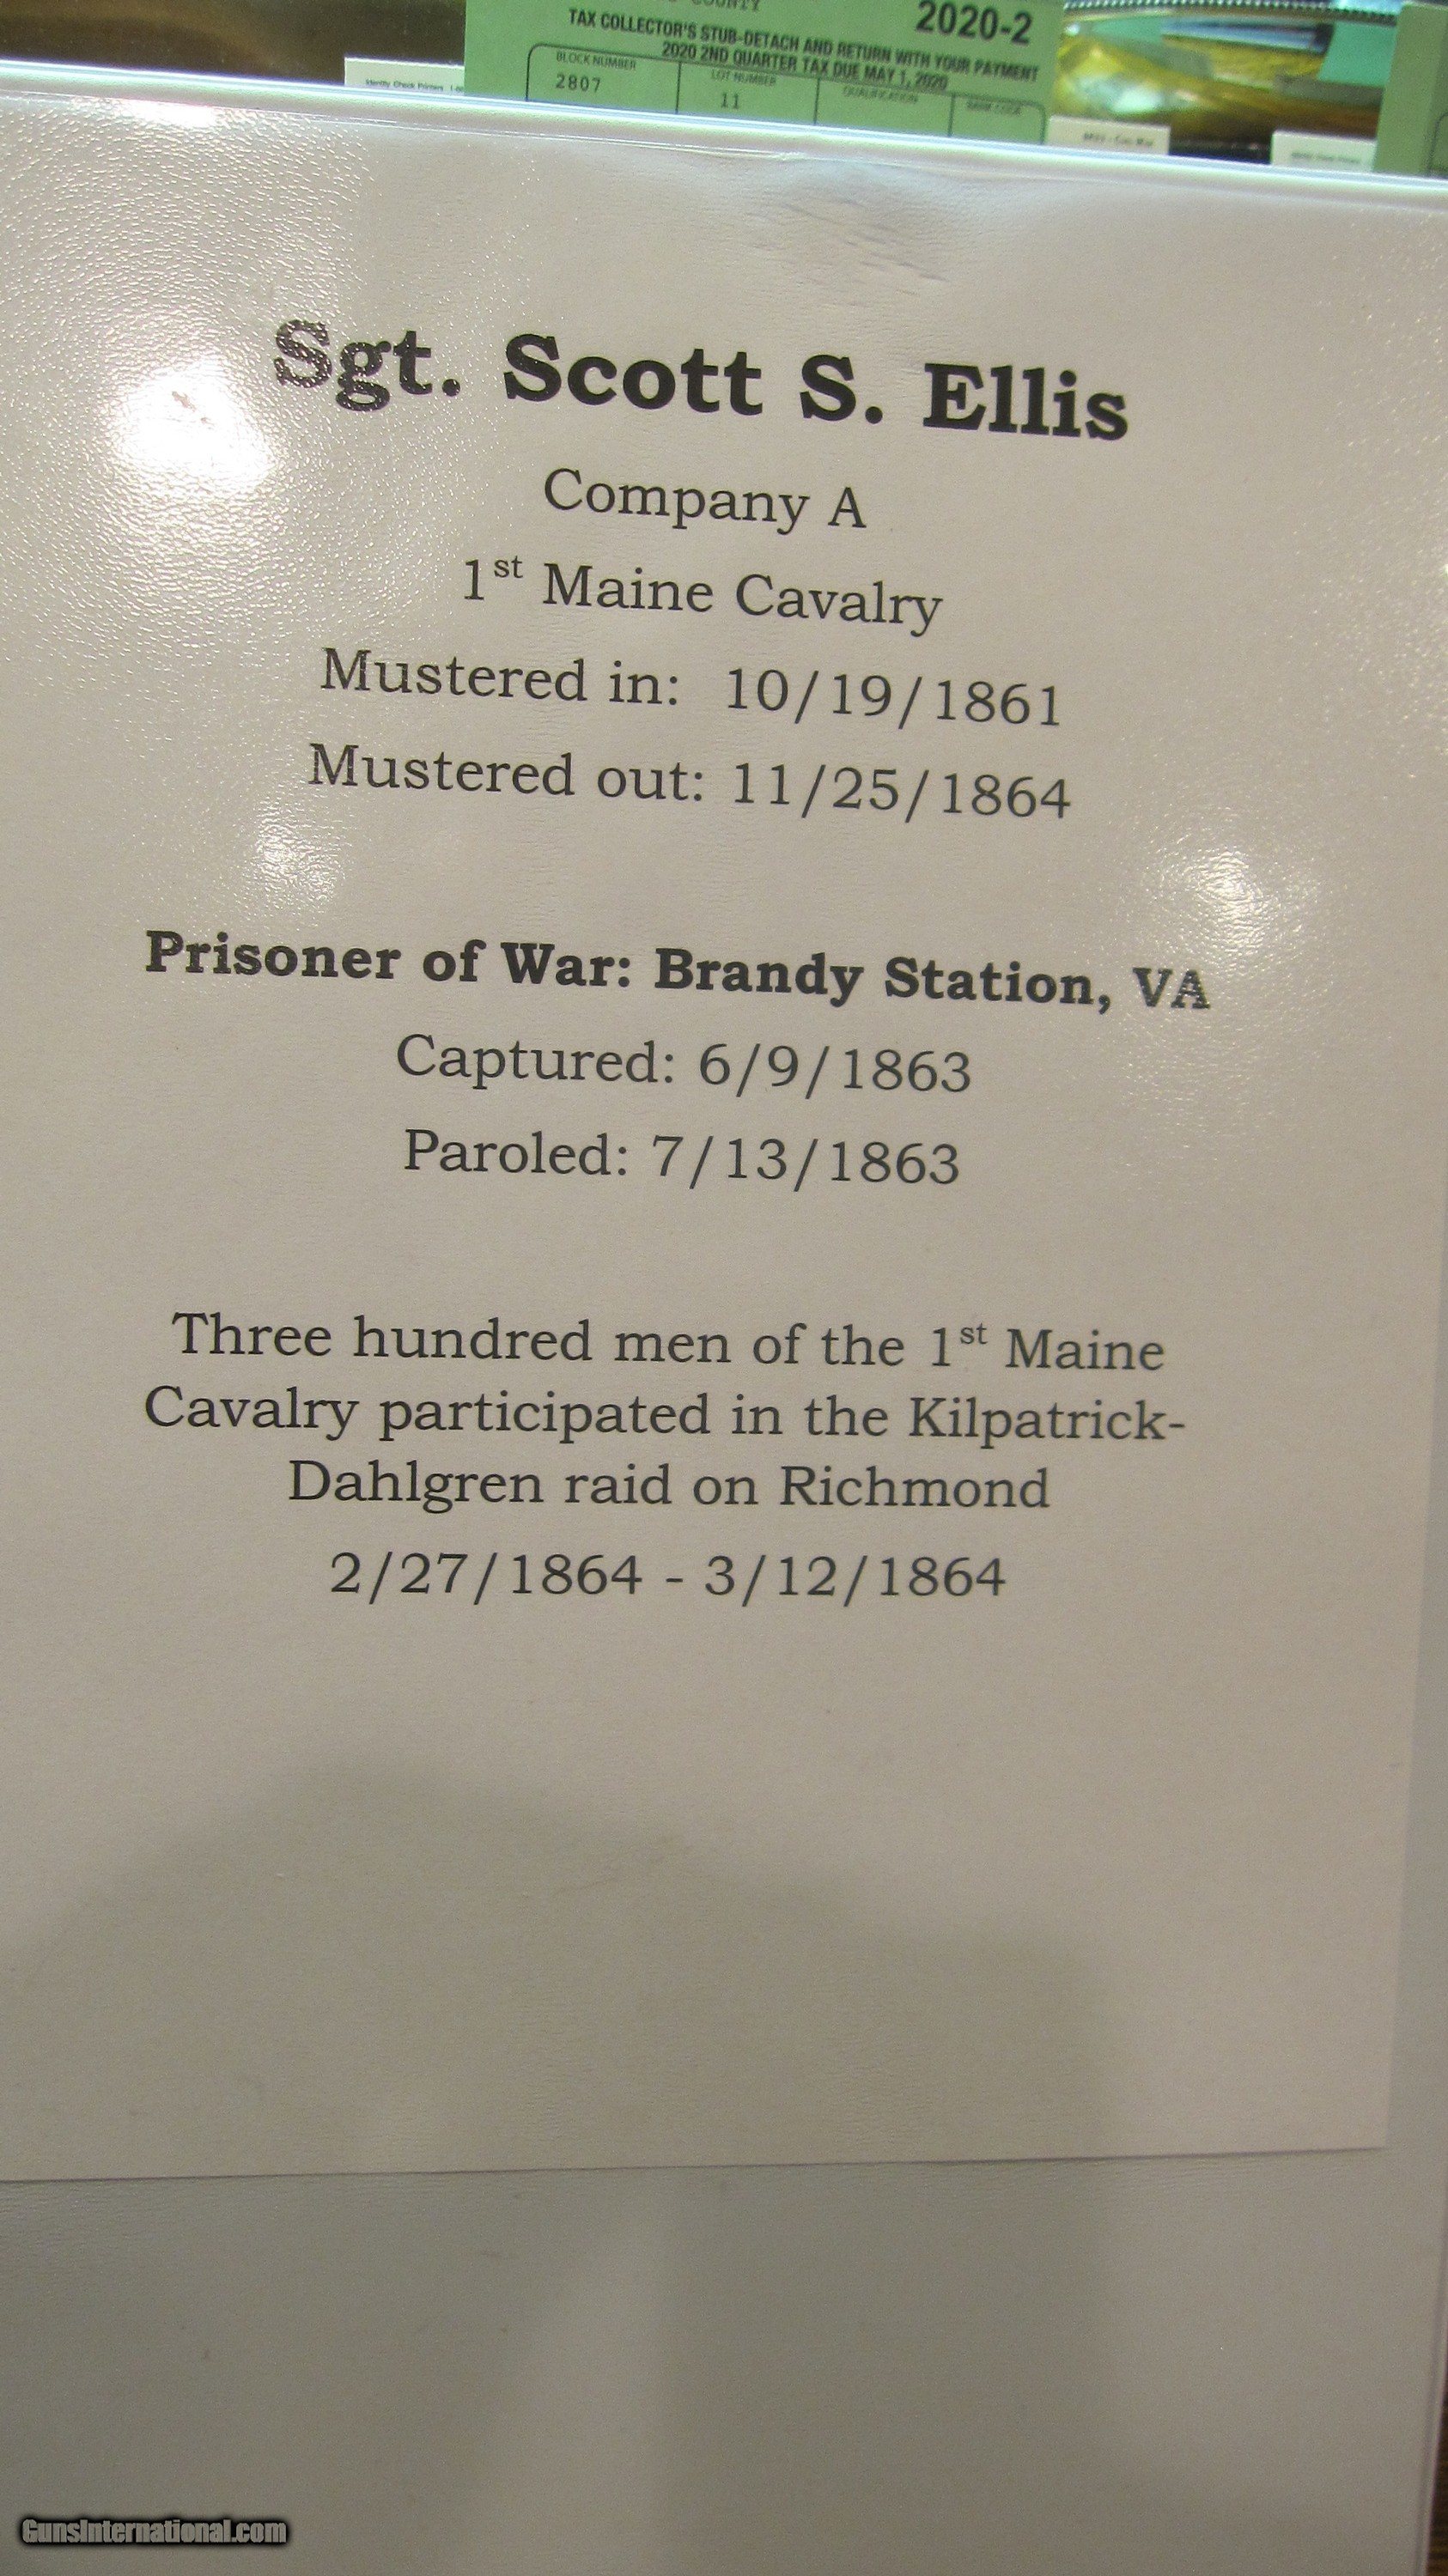 COUNTY
2020-2
TAX COLLECTOR'S STUB-DETACH AND RETURN WITH YOUR PAYMENT
2020 2ND QUARTER TAX DUE MAY 1, 2020
BLOCK NUMBER
LOT NUMBER
QUALIFICATION
BANK CODE
2807
11
Sgt. Scott S. Ellis
Company A
1st Maine Cavalry
Mustered in: 10/19/1861
Mustered out: 11/25/1864
Prisoner of War: Brandy Station, VA
Captured: 6/9/1863
Paroled: 7/13/1863
Three hundred men of the 1st Maine
Cavalry participated in the Kilpatrick-
Dahlgren raid on Richmond
2/27/1864 - 3/12/1864
GunsInternational.com